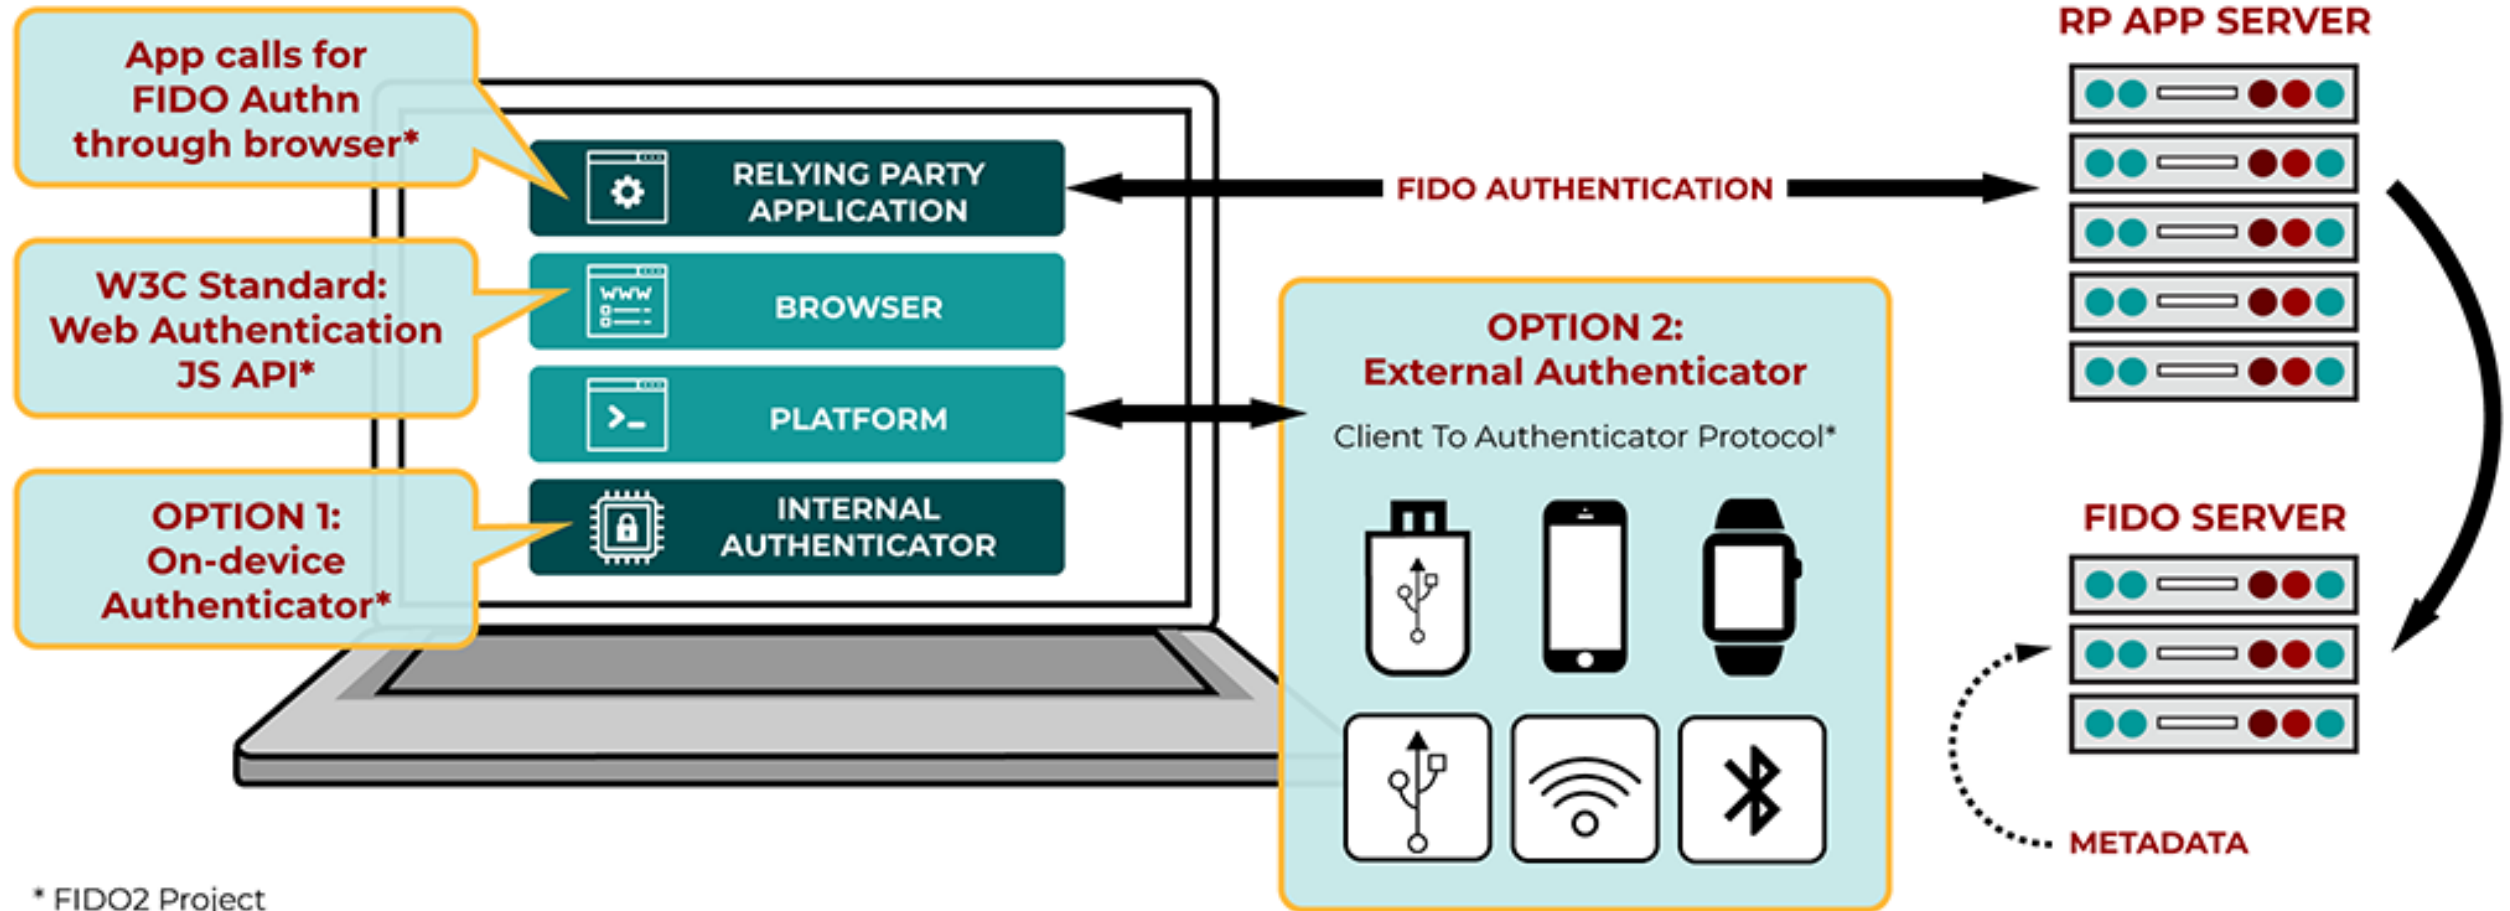 App calls for
FIDO Authn
through browser*
W3C Standard:
Web Authentication
JS API*
OPTION 1:
On-device
Authenticator*
RELYING PARTY
APPLICATION
WWW
BROWSER
PLATFORM
INTERNAL
AUTHENTICATOR
FIDO AUTHENTICATION
OPTION 2:
External Authenticator
Client To Authenticator Protocol*
RP APP SERVER
FIDO SERVER
METADATA
* FIDO2 Project